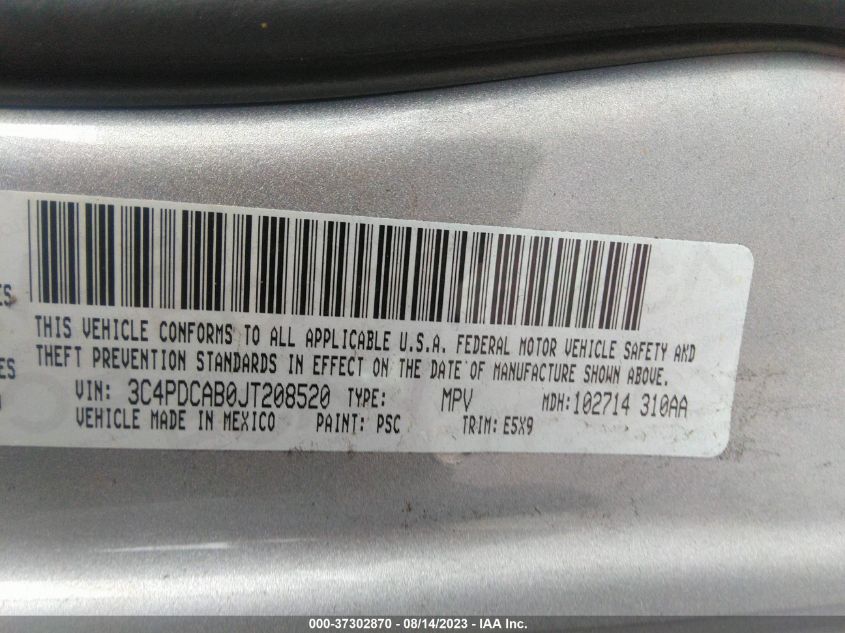 THIS VEHICLE CONFORMS TO ALL APPLICABLE U.S.A. FEDERAL MOTOR VEHICLE SAFETY AND
ES
THEFT PREVENTION STANDARDS IN EFFECT ON THE DATE OF MANUFACTURE SHOWN ABOVE.
ES
VIN: 3C4PDCAB0JT208520 TYPE: MPV MDH:102714 310AA
VEHICLE MADE IN MEXICO PAINT: PSC TRIM: E5X9
000-37302870 - 08/14/2023 - IAA Inc.